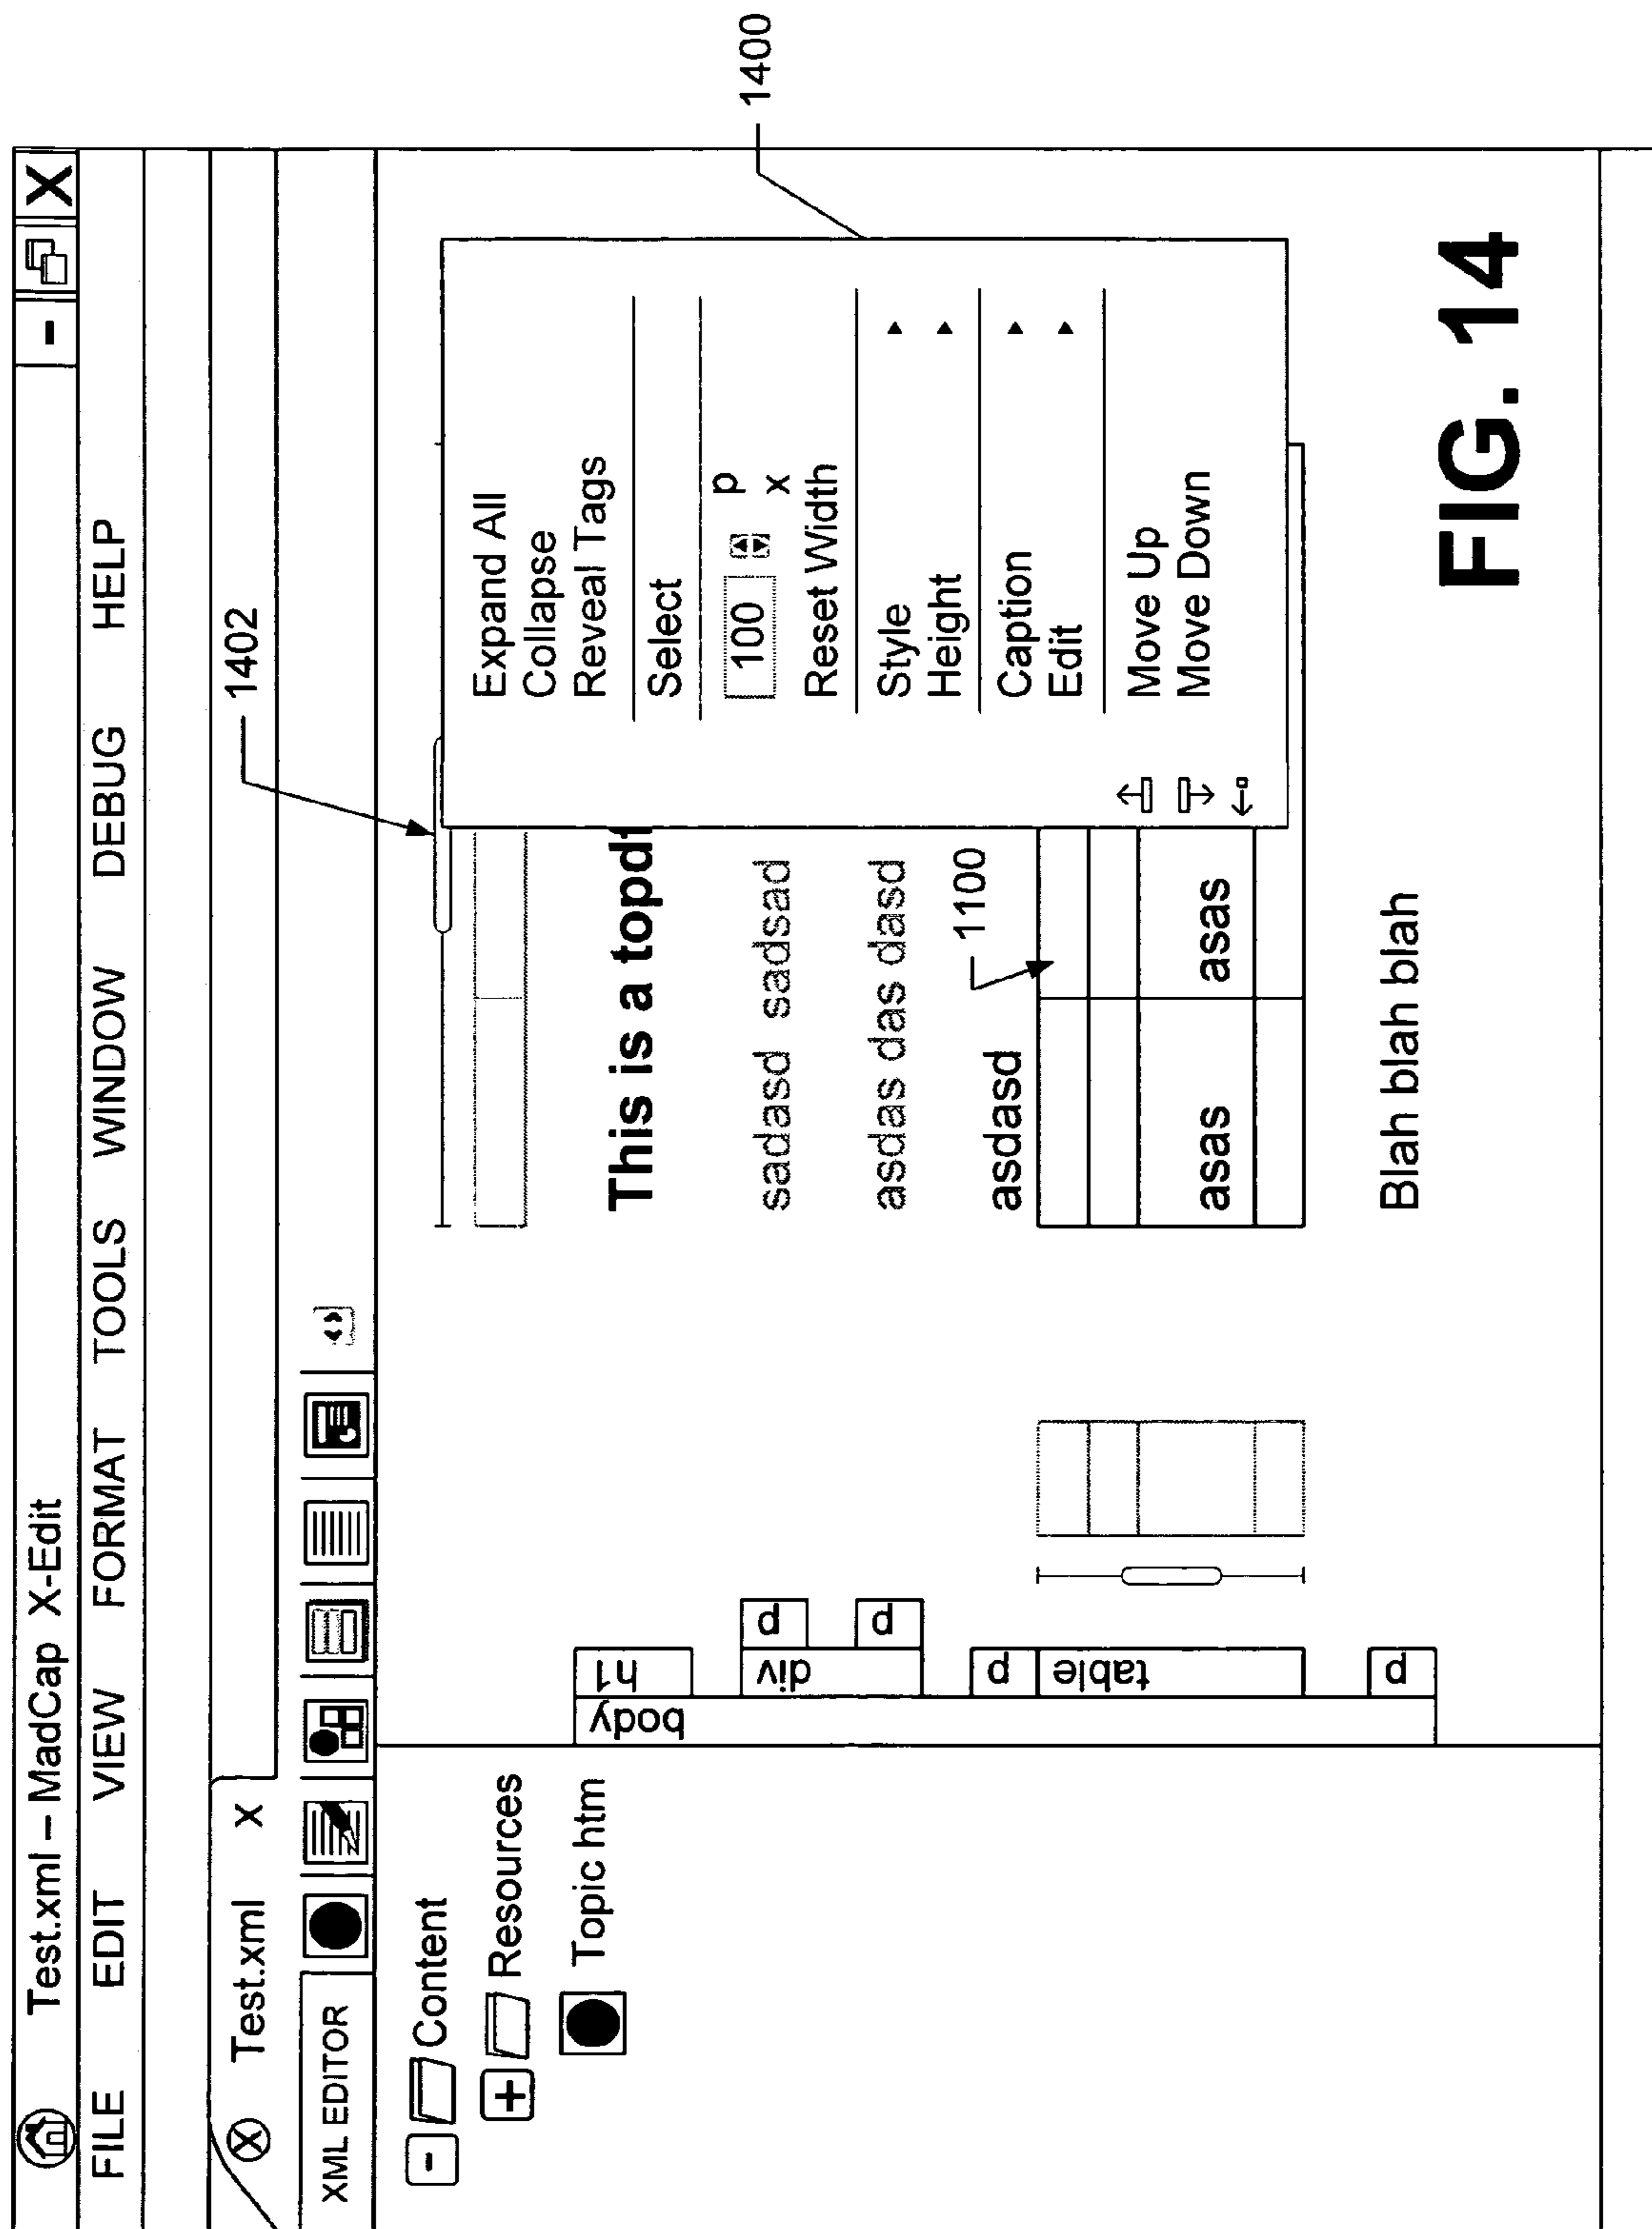 Test.xml – MadCap X-Edit - X
FILE EDIT VIEW FORMAT TOOLS WINDOW DEBUG HELP
X Test.xml X
1402
XML EDITOR
- Content
+ Resources
Topic htm
body
h1
div
p
p
p
table
p
This is a topdf
sadasd sadsad
asdas das dasd
asdasd
1100
asas asas
Blah blah blah
Expand All
Collapse
Reveal Tags
Select
100 p
x
Reset Width
Style
Height
Caption
Edit
Move Up
Move Down
1400
FIG. 14